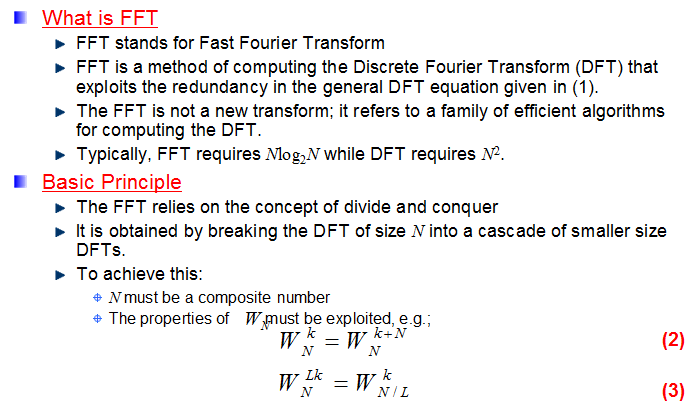 What is FFT
FFT stands for Fast Fourier Transform
FFT is a method of computing the Discrete Fourier Transform (DFT) that
exploits the redundancy in the general DFT equation given in (1).
The FFT is not a new transform; it refers to a family of efficient algorithms
for computing the DFT.
Typically, FFT requires Nlog₂N while DFT requires N².
Basic Principle
The FFT relies on the concept of divide and conquer
It is obtained by breaking the DFT of size N into a cascade of smaller size
DFTs.
To achieve this:
N must be a composite number
The properties of W_N must be exploited, e.g.;
W_N^k = W_N^{k+N} (2)
W_N^{Lk} = W_{N/L}^k (3)